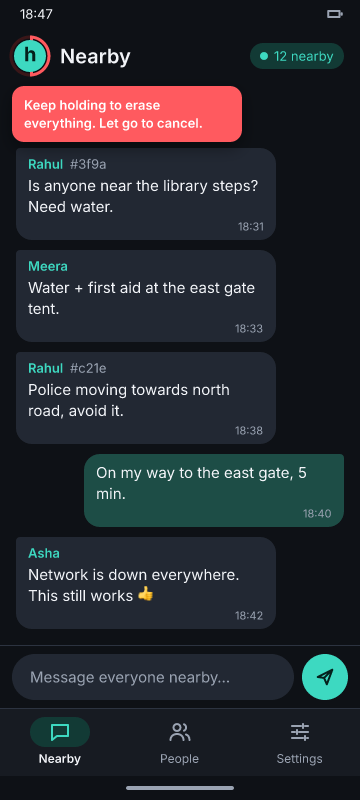 18:47
h
Nearby
12 nearby
Keep holding to erase
everything. Let go to cancel.
Rahul #3f9a
Is anyone near the library steps?
Need water.
18:31
Meera
Water + first aid at the east gate
tent.
18:33
Rahul #c21e
Police moving towards north
road, avoid it.
18:38
On my way to the east gate, 5
min.
18:40
Asha
Network is down everywhere.
This still works 👍
18:42
Message everyone nearby...
Nearby
People
Settings